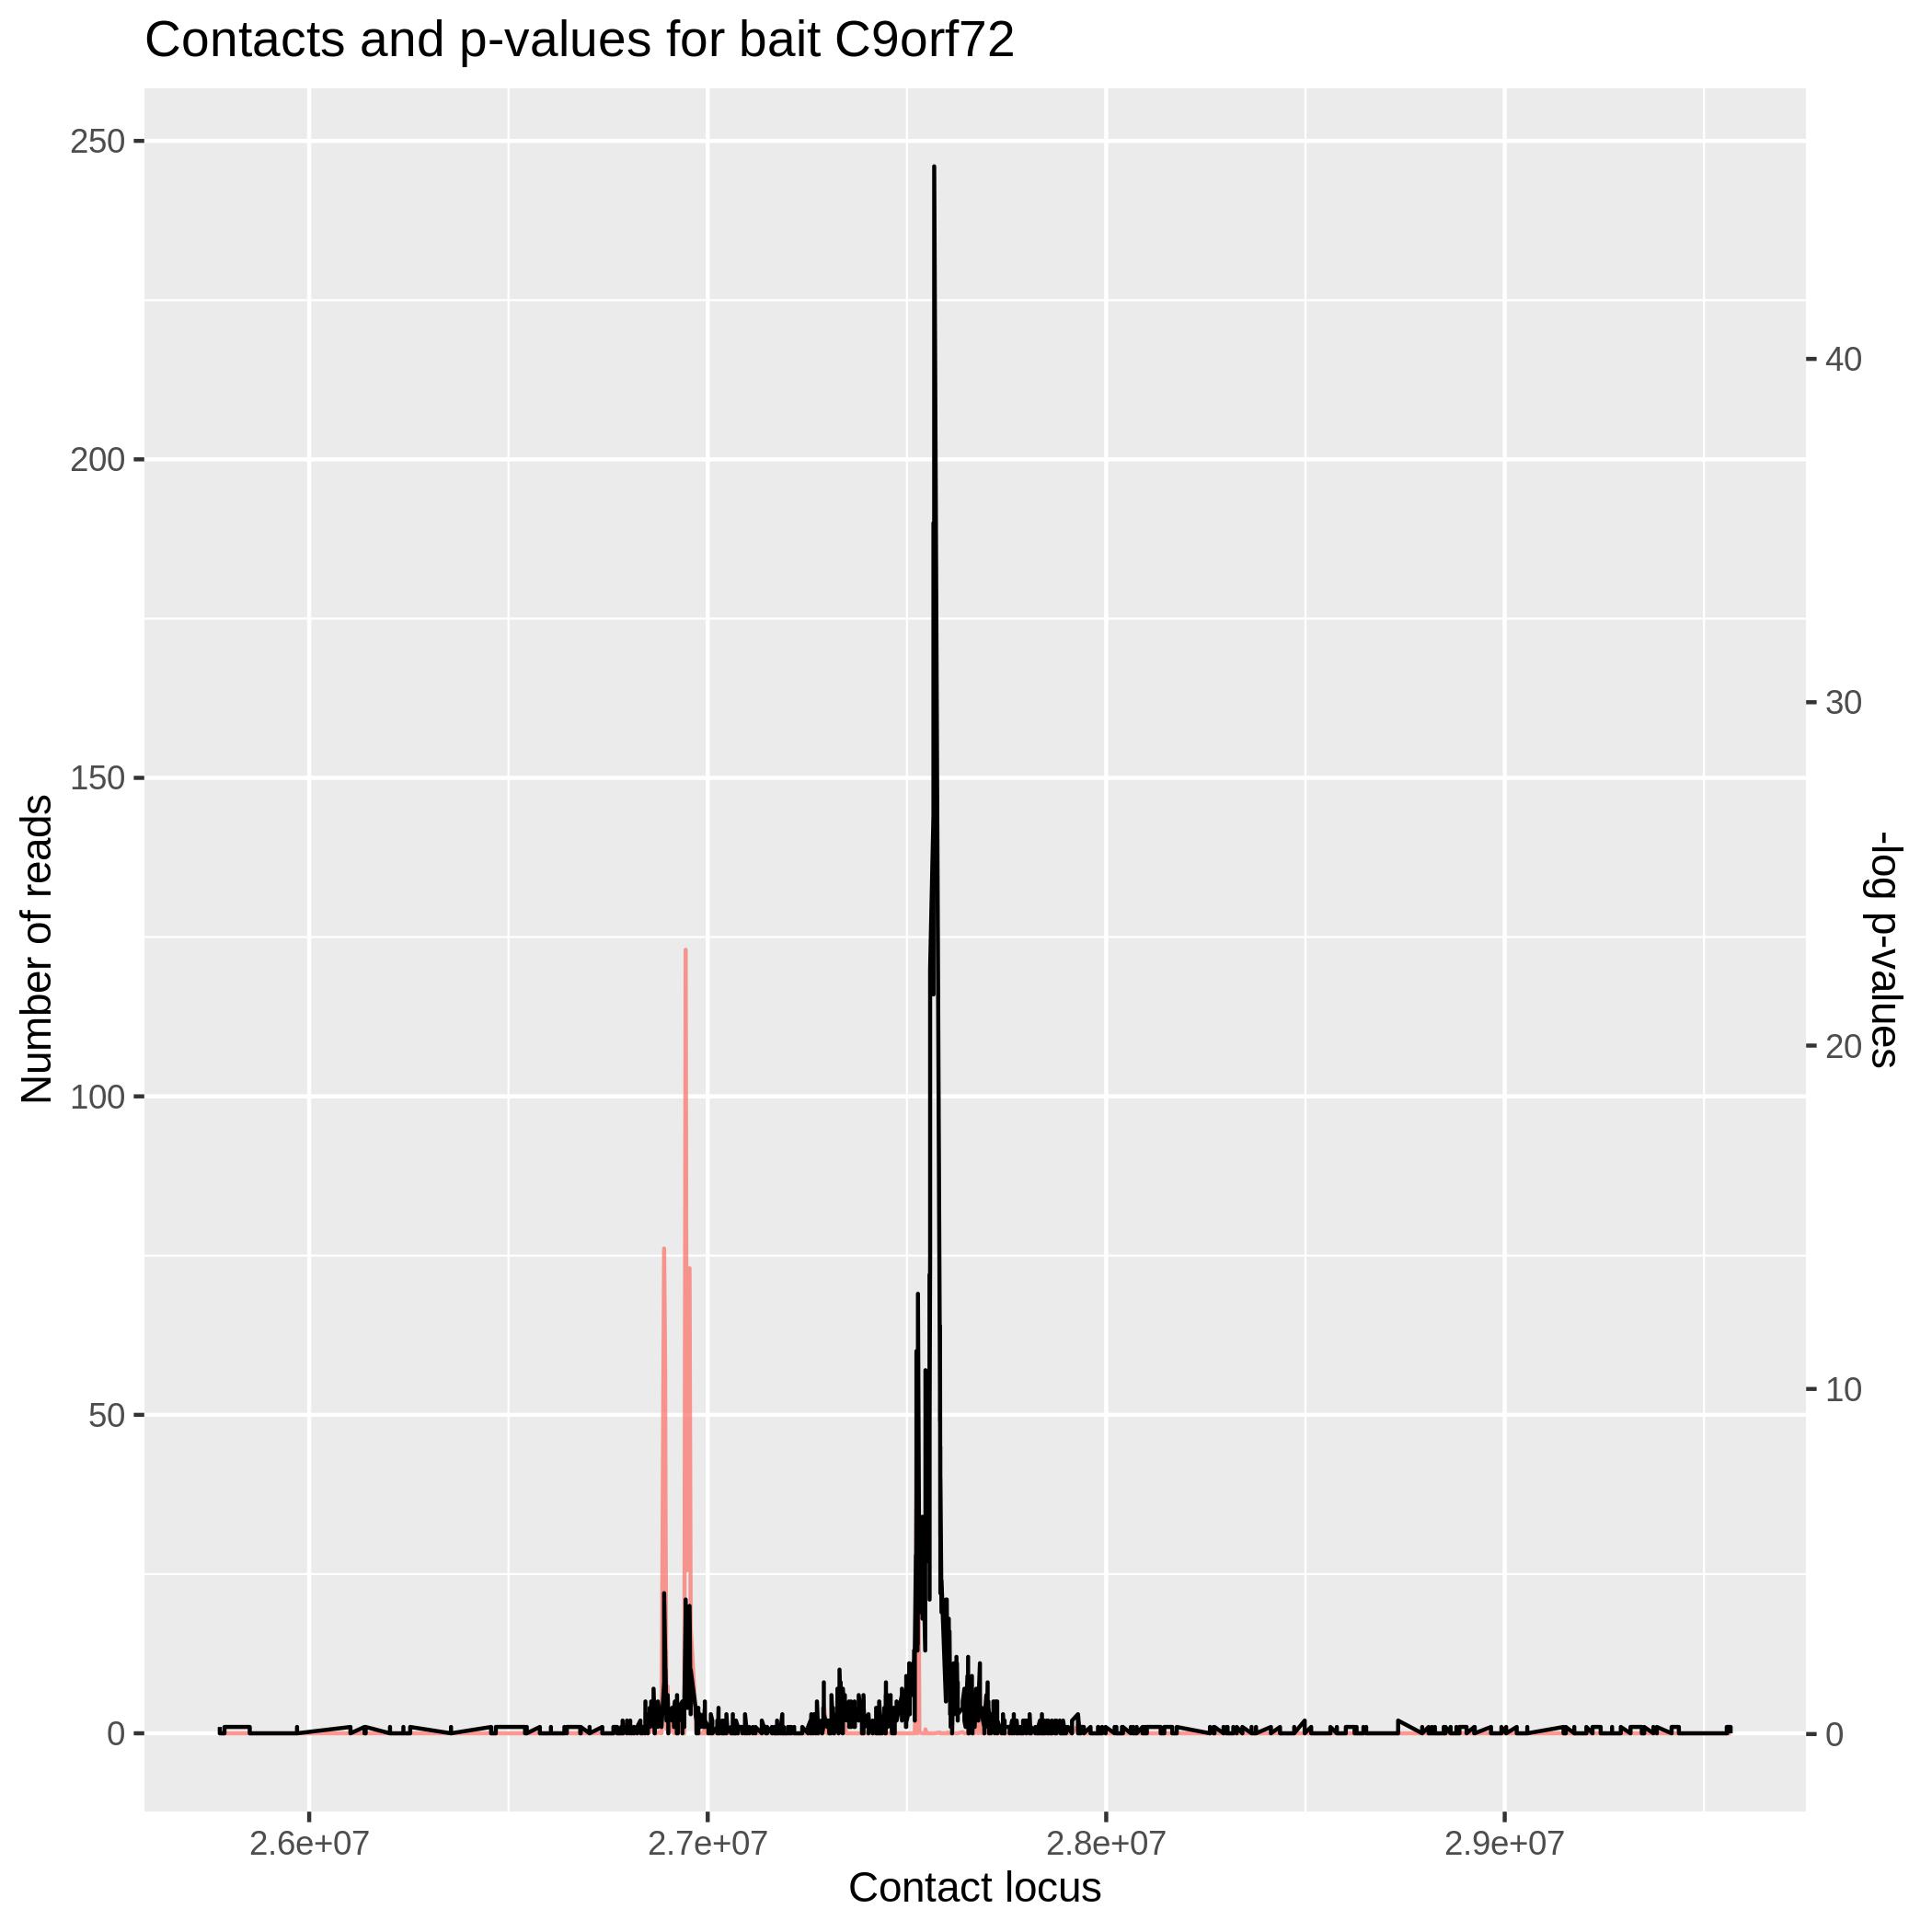 Contacts and p-values for bait C9orf72
250
200
150
100
50
0
Number of reads
40
30
20
10
0
-log p-values
2.6e+07
2.7e+07
2.8e+07
2.9e+07
Contact locus